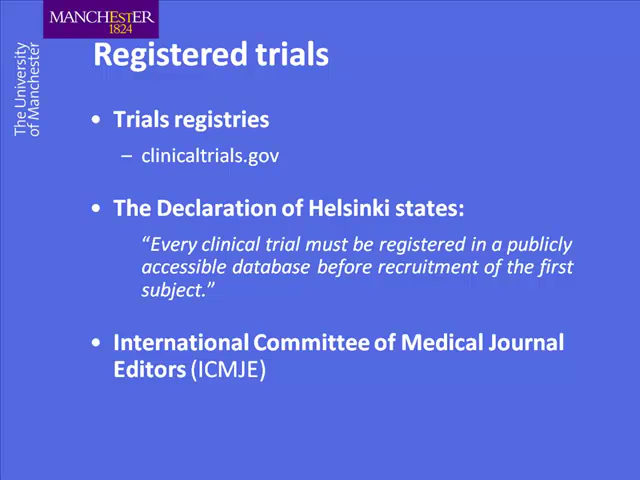 MANCHESTER
1824
The University
of Manchester
Registered trials
• Trials registries
– clinicaltrials.gov
• The Declaration of Helsinki states:
“Every clinical trial must be registered in a publicly
accessible database before recruitment of the first
subject.”
• International Committee of Medical Journal
Editors (ICMJE)